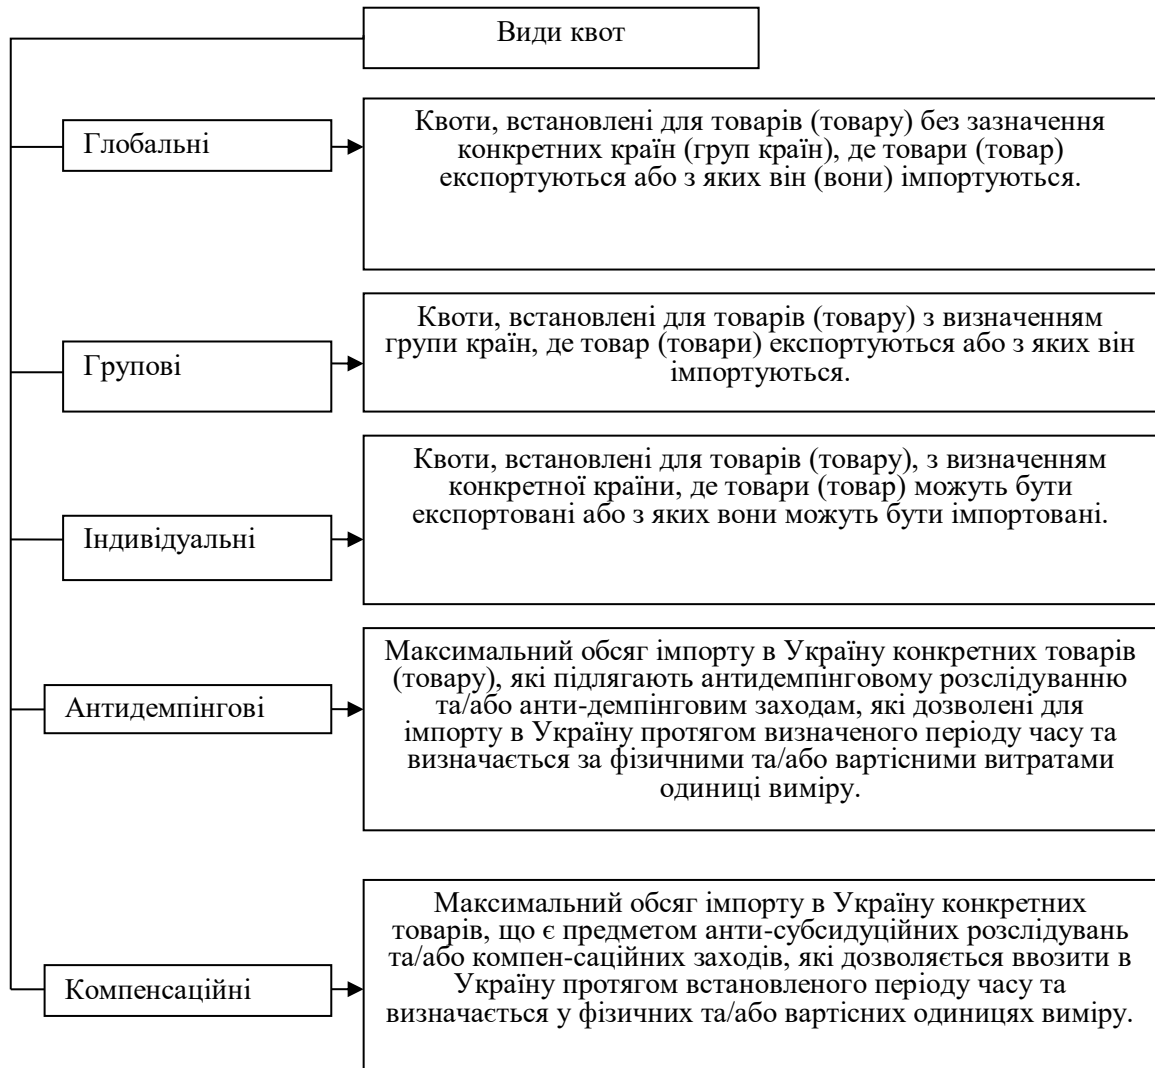 Види квот
Глобальні
Квоти, встановлені для товарів (товару) без зазначення
конкретних країн (груп країн), де товари (товар)
експортуються або з яких він (вони) імпортуються.
Групові
Квоти, встановлені для товарів (товару) з визначенням
групи країн, де товар (товари) експортуються або з яких він
імпортуються.
Індивідуальні
Квоти, встановлені для товарів (товару), з визначенням
конкретної країни, де товари (товар) можуть бути
експортовані або з яких вони можуть бути імпортовані.
Антидемпінгові
Максимальний обсяг імпорту в Україну конкретних товарів
(товару), які підлягають антидемпінговому розслідуванню
та/або анти-демпінговим заходам, які дозволені для
імпорту в Україну протягом визначеного періоду часу та
визначається за фізичними та/або вартісними витратами
одиниці виміру.
Компенсаційні
Максимальний обсяг імпорту в Україну конкретних
товарів, що є предметом анти-субсидуційних розслідувань
та/або компен-саційних заходів, які дозволяється ввозити в
Україну протягом встановленого періоду часу та
визначається у фізичних та/або вартісних одиницях виміру.